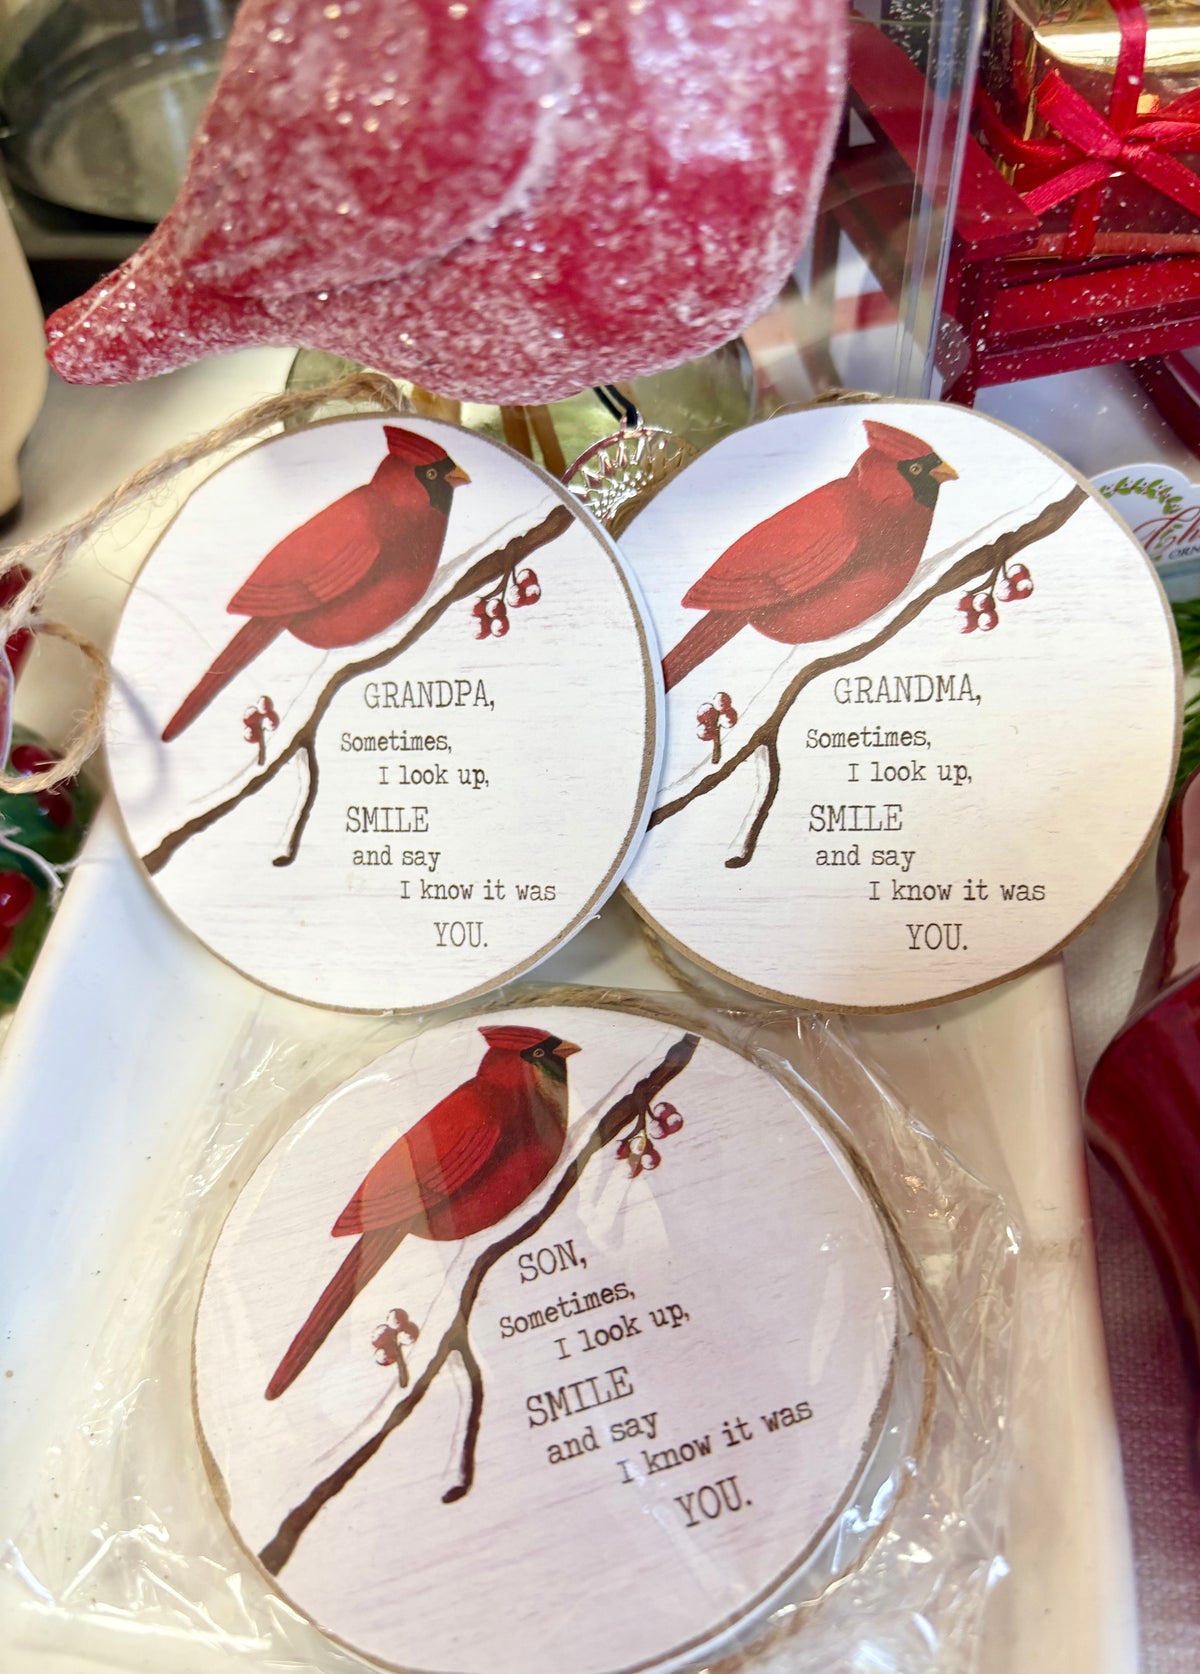 GRANDPA,
Sometimes,
I look up,
SMILE
and say
I know it was
YOU.
GRANDMA,
Sometimes,
I look up,
SMILE
and say
I know it was
YOU.
SON,
Sometimes,
I look up,
SMILE
and say
I know it was
YOU.